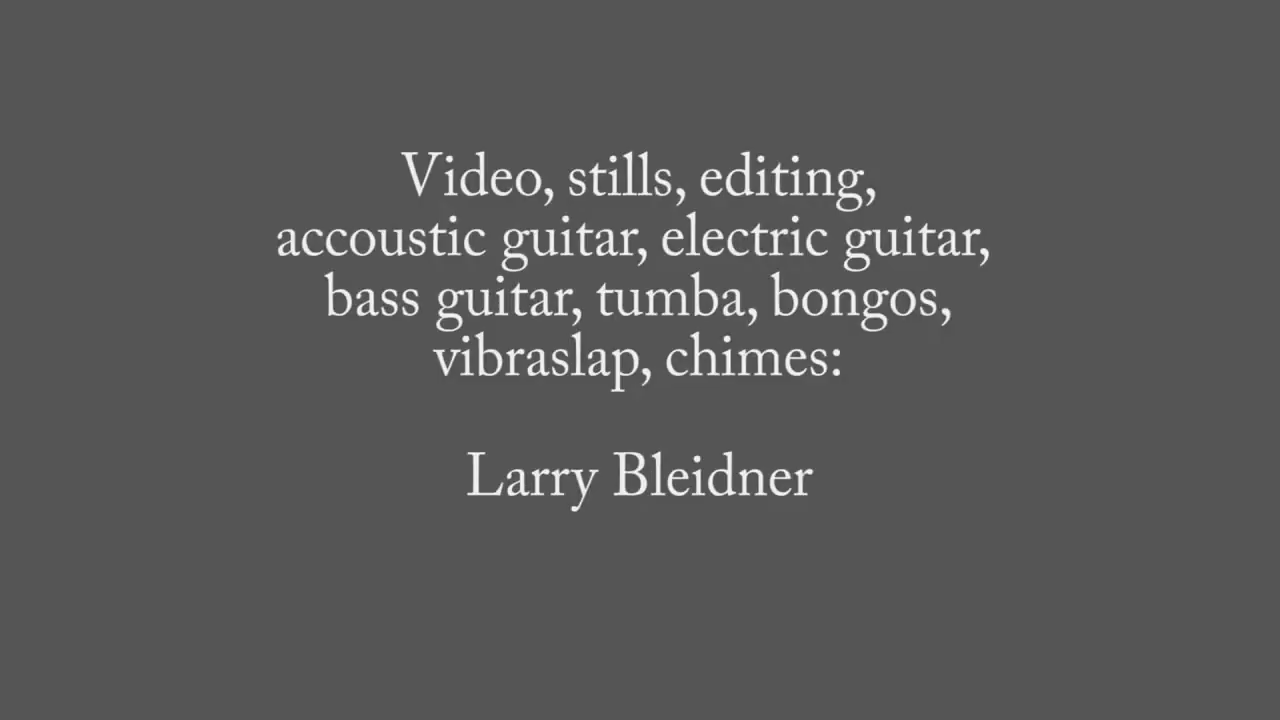 Video, stills, editing,
accoustic guitar, electric guitar,
bass guitar, tumba, bongos,
vibraslap, chimes:
Larry Bleidner